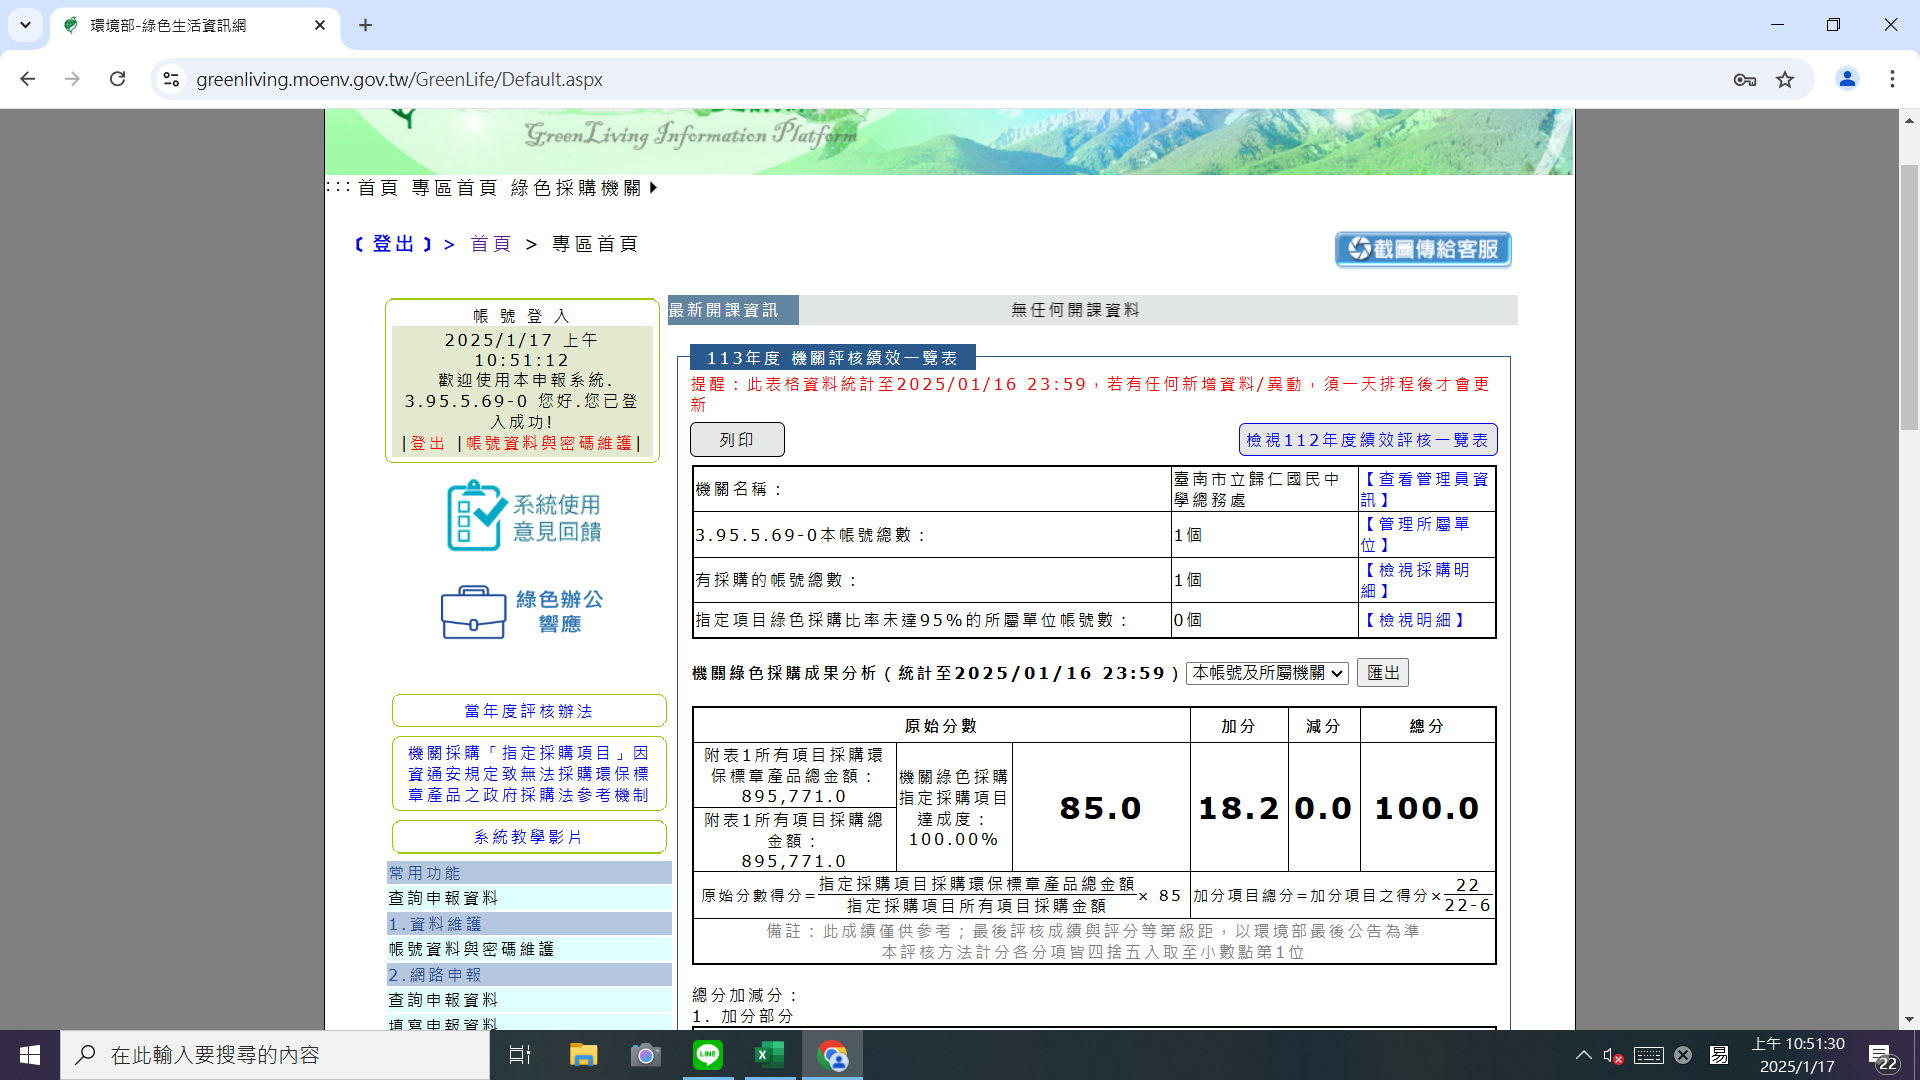 環境部-綠色生活資訊網
greenliving.moenv.gov.tw/GreenLife/Default.aspx
GreenLiving Information Platform
:::首頁 專區首頁 綠色採購機關
【登出】> 首頁 > 專區首頁
截圖傳給客服
帳 號 登 入
2025/1/17 上午
10:51:12
歡迎使用本申報系統.
3.95.5.69-0 您好.您已登
入成功!
|登出 |帳號資料與密碼維護|
系統使用
意見回饋
綠色辦公
響應
當年度評核辦法
機關採購「指定採購項目」因
資通安規定致無法採購環保標
章產品之政府採購法參考機制
系統教學影片
常用功能
查詢申報資料
1.資料維護
帳號資料與密碼維護
2.網路申報
查詢申報資料
填寫申報資料
最新開課資訊
無任何開課資料
113年度 機關評核績效一覽表
提醒：此表格資料統計至2025/01/16 23:59，若有任何新增資料/異動，須一天排程後才會更
新
列印
檢視112年度績效評核一覽表
機關名稱：
臺南市立歸仁國民中
學總務處
【查看管理員資
訊】
3.95.5.69-0本帳號總數：
1個
【管理所屬單
位】
有採購的帳號總數：
1個
【檢視採購明
細】
指定項目綠色採購比率未達95%的所屬單位帳號數：
0個
【檢視明細】
機關綠色採購成果分析（統計至2025/01/16 23:59）
本帳號及所屬機關
匯出
原始分數
加分
減分
總分
附表1所有項目採購環
保標章產品總金額：
895,771.0
附表1所有項目採購總
金額：
895,771.0
機關綠色採購
指定採購項目
達成度：
100.00%
85.0
18.2
0.0
100.0
原始分數得分=
指定採購項目採購環保標章產品總金額
指定採購項目所有項目採購金額
× 85
加分項目總分=加分項目之得分×
22
22-6
備註：此成績僅供參考；最後評核成績與評分等第級距，以環境部最後公告為準
本評核方法計分各分項皆四捨五入取至小數點第1位
總分加減分：
1. 加分部分
在此輸入要搜尋的內容
LINE
易
上午 10:51:30
2025/1/17
22